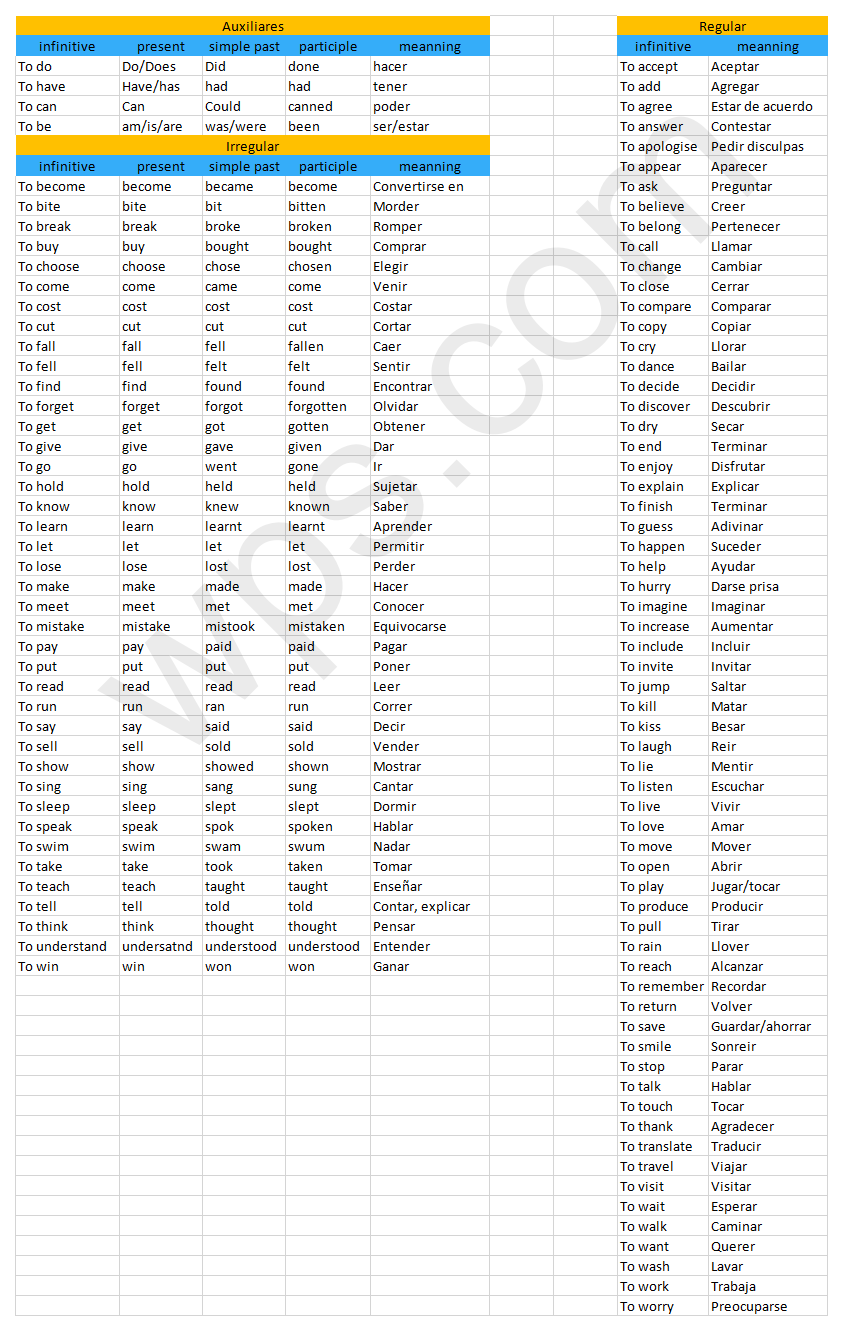 Auxiliares
infinitive present simple past participle meanning
To do Do/Does Did done hacer
To have Have/has had had tener
To can Can Could canned poder
To be am/is/are was/were been ser/estar
Irregular
infinitive present simple past participle meanning
To become become became become Convertirse en
To bite bite bit bitten Morder
To break break broke broken Romper
To buy buy bought bought Comprar
To choose choose chose chosen Elegir
To come come came come Venir
To cost cost cost cost Costar
To cut cut cut cut Cortar
To fall fall fell fallen Caer
To fell fell felt felt Sentir
To find find found found Encontrar
To forget forget forgot forgotten Olvidar
To get get got gotten Obtener
To give give gave given Dar
To go go went gone Ir
To hold hold held held Sujetar
To know know knew known Saber
To learn learn learnt learnt Aprender
To let let let let Permitir
To lose lose lost lost Perder
To make make made made Hacer
To meet meet met met Conocer
To mistake mistake mistook mistaken Equivocarse
To pay pay paid paid Pagar
To put put put put Poner
To read read read read Leer
To run run ran run Correr
To say say said said Decir
To sell sell sold sold Vender
To show show showed shown Mostrar
To sing sing sang sung Cantar
To sleep sleep slept slept Dormir
To speak speak spok spoken Hablar
To swim swim swam swum Nadar
To take take took taken Tomar
To teach teach taught taught Enseñar
To tell tell told told Contar, explicar
To think think thought thought Pensar
To understand undersatnd understood understood Entender
To win win won won Ganar
Regular
infinitive meanning
To accept Aceptar
To add Agregar
To agree Estar de acuerdo
To answer Contestar
To apologise Pedir disculpas
To appear Aparecer
To ask Preguntar
To believe Creer
To belong Pertenecer
To call Llamar
To change Cambiar
To close Cerrar
To compare Comparar
To copy Copiar
To cry Llorar
To dance Bailar
To decide Decidir
To discover Descubrir
To dry Secar
To end Terminar
To enjoy Disfrutar
To explain Explicar
To finish Terminar
To guess Adivinar
To happen Suceder
To help Ayudar
To hurry Darse prisa
To imagine Imaginar
To increase Aumentar
To include Incluir
To invite Invitar
To jump Saltar
To kill Matar
To kiss Besar
To laugh Reir
To lie Mentir
To listen Escuchar
To live Vivir
To love Amar
To move Mover
To open Abrir
To play Jugar/tocar
To produce Producir
To pull Tirar
To rain Llover
To reach Alcanzar
To remember Recordar
To return Volver
To save Guardar/ahorrar
To smile Sonreir
To stop Parar
To talk Hablar
To touch Tocar
To thank Agradecer
To translate Traducir
To travel Viajar
To visit Visitar
To wait Esperar
To walk Caminar
To want Querer
To wash Lavar
To work Trabaja
To worry Preocuparse
wps.com